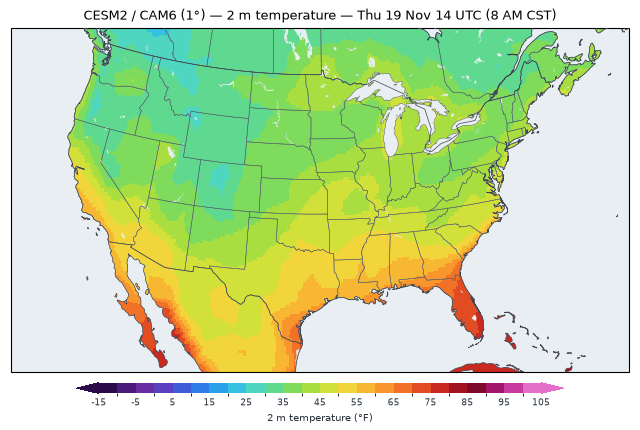 CESM2 / CAM6 (1°) — 2 m temperature — Thu 19 Nov 14 UTC (8 AM CST)
-15 -5 5 15 25 35 45 55 65 75 85 95 105
2 m temperature (°F)